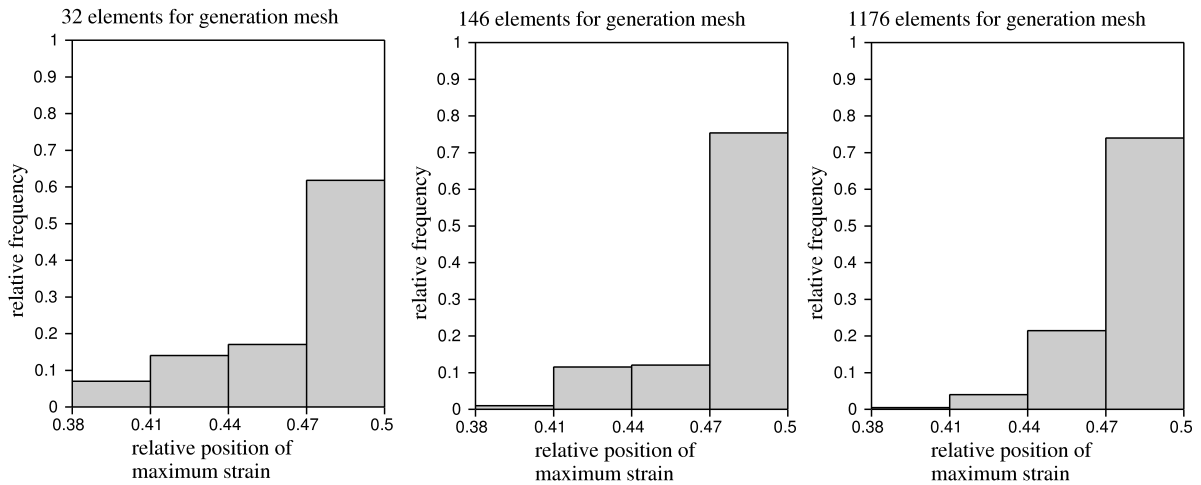 32 elements for generation mesh
1
0.9
0.8
0.7
0.6
0.5
0.4
0.3
0.2
0.1
0
relative frequency
0.38 0.41 0.44 0.47 0.5
relative position of
maximum strain
146 elements for generation mesh
1
0.9
0.8
0.7
0.6
0.5
0.4
0.3
0.2
0.1
0
relative frequency
0.38 0.41 0.44 0.47 0.5
relative position of
maximum strain
1176 elements for generation mesh
1
0.9
0.8
0.7
0.6
0.5
0.4
0.3
0.2
0.1
0
relative frequency
0.38 0.41 0.44 0.47 0.5
relative position of
maximum strain